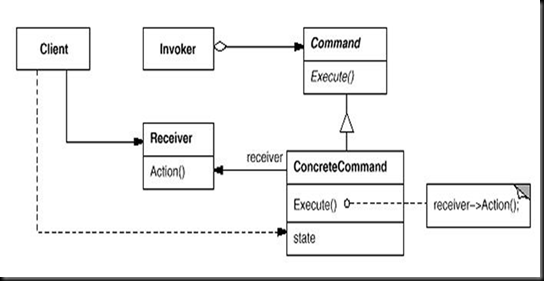 Client
Invoker
Command
Execute()
Receiver
Action()
receiver
ConcreteCommand
Execute()
receiver->Action();
state